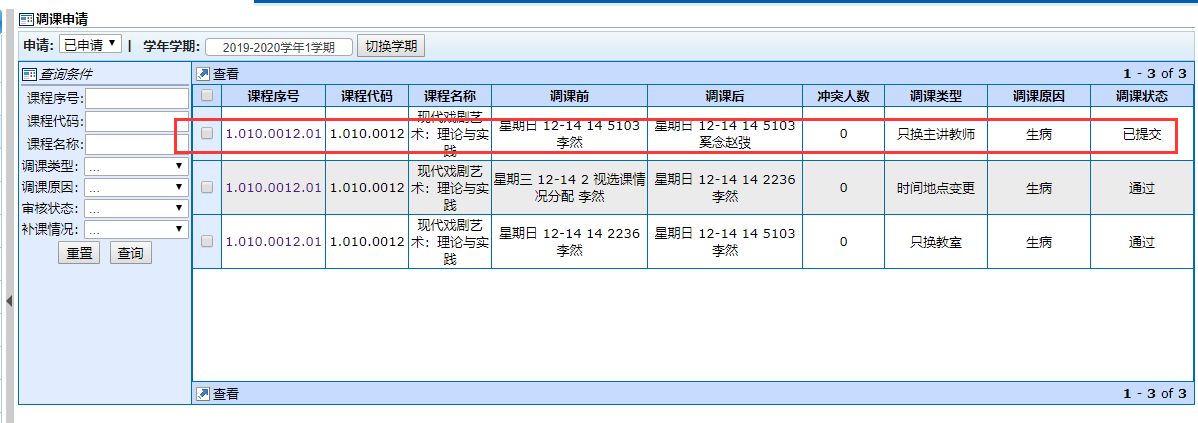 调课申请
申请: 已申请 | 学年学期: 2019-2020学年1学期 切换学期
查询条件
课程序号:
课程代码:
课程名称:
调课类型: ...
调课原因: ...
审核状态: ...
补课情况: ...
重置 查询
查看 1 - 3 of 3
课程序号 课程代码 课程名称 调课前 调课后 冲突人数 调课类型 调课原因 调课状态
1.010.0012.01 1.010.0012 现代戏剧艺术：理论与实践 星期日 12-14 14 5103 李然 星期日 12-14 14 5103 奚念赵弢 0 只换主讲教师 生病 已提交
1.010.0012.01 1.010.0012 现代戏剧艺术：理论与实践 星期三 12-14 2 视选课情况分配 李然 星期日 12-14 14 2236 李然 0 时间地点变更 生病 通过
1.010.0012.01 1.010.0012 现代戏剧艺术：理论与实践 星期日 12-14 14 2236 李然 星期日 12-14 14 5103 李然 0 只换教室 生病 通过
查看 1 - 3 of 3